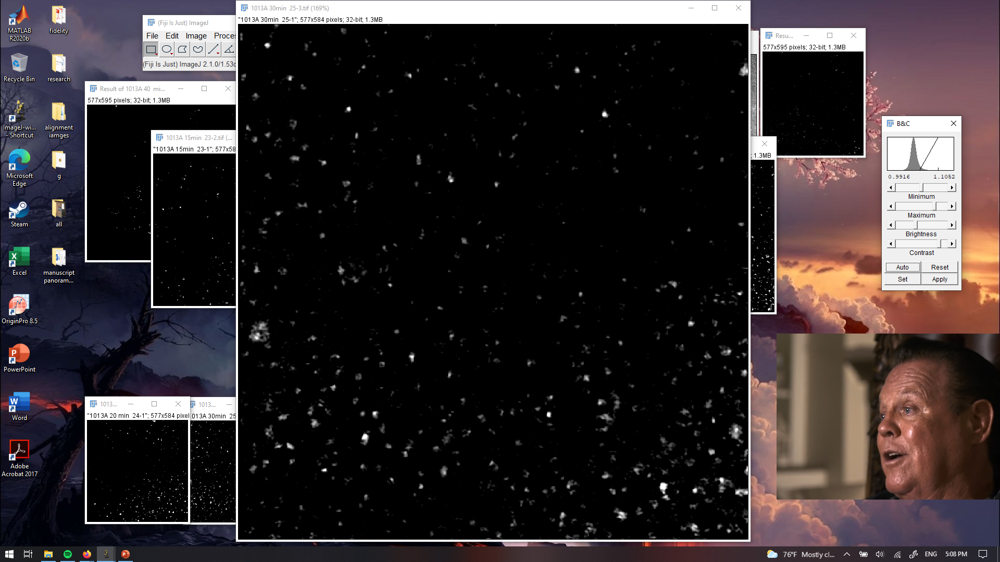 MATLAB
R2020b
fidelity
Recycle Bin
research
ImageJ-wi...
- Shortcut
alignment
iamges
Microsoft
Edge
g
Steam
all
Excel
manuscript
panoram...
OriginPro 8.5
PowerPoint
Word
Adobe
Acrobat 2017
(Fiji Is Just) ImageJ
File Edit Image Proces
(Fiji Is Just) ImageJ 2.1.0/1.53c
Result of 1013A 40 mi...
577x595 pixels; 32-bit; 1.3MB
1013A 15min 23-2.tif (...
"1013A 15min 23-1"; 577x58
1013...
"1013A 20 min 24-1"; 577x584 pixel
1013...
013A 30min 25
1013A 30min 25-3.tif (169%)
"1013A 30min 25-1"; 577x584 pixels; 32-bit; 1.3MB
Resu...
577x595 pixels; 32-bit; 1.3MB
; 1.3MB
B&C
0.9916 1.1052
Minimum
Maximum
Brightness
Contrast
Auto Reset
Set Apply
76°F Mostly cl...
ENG
5:08 PM